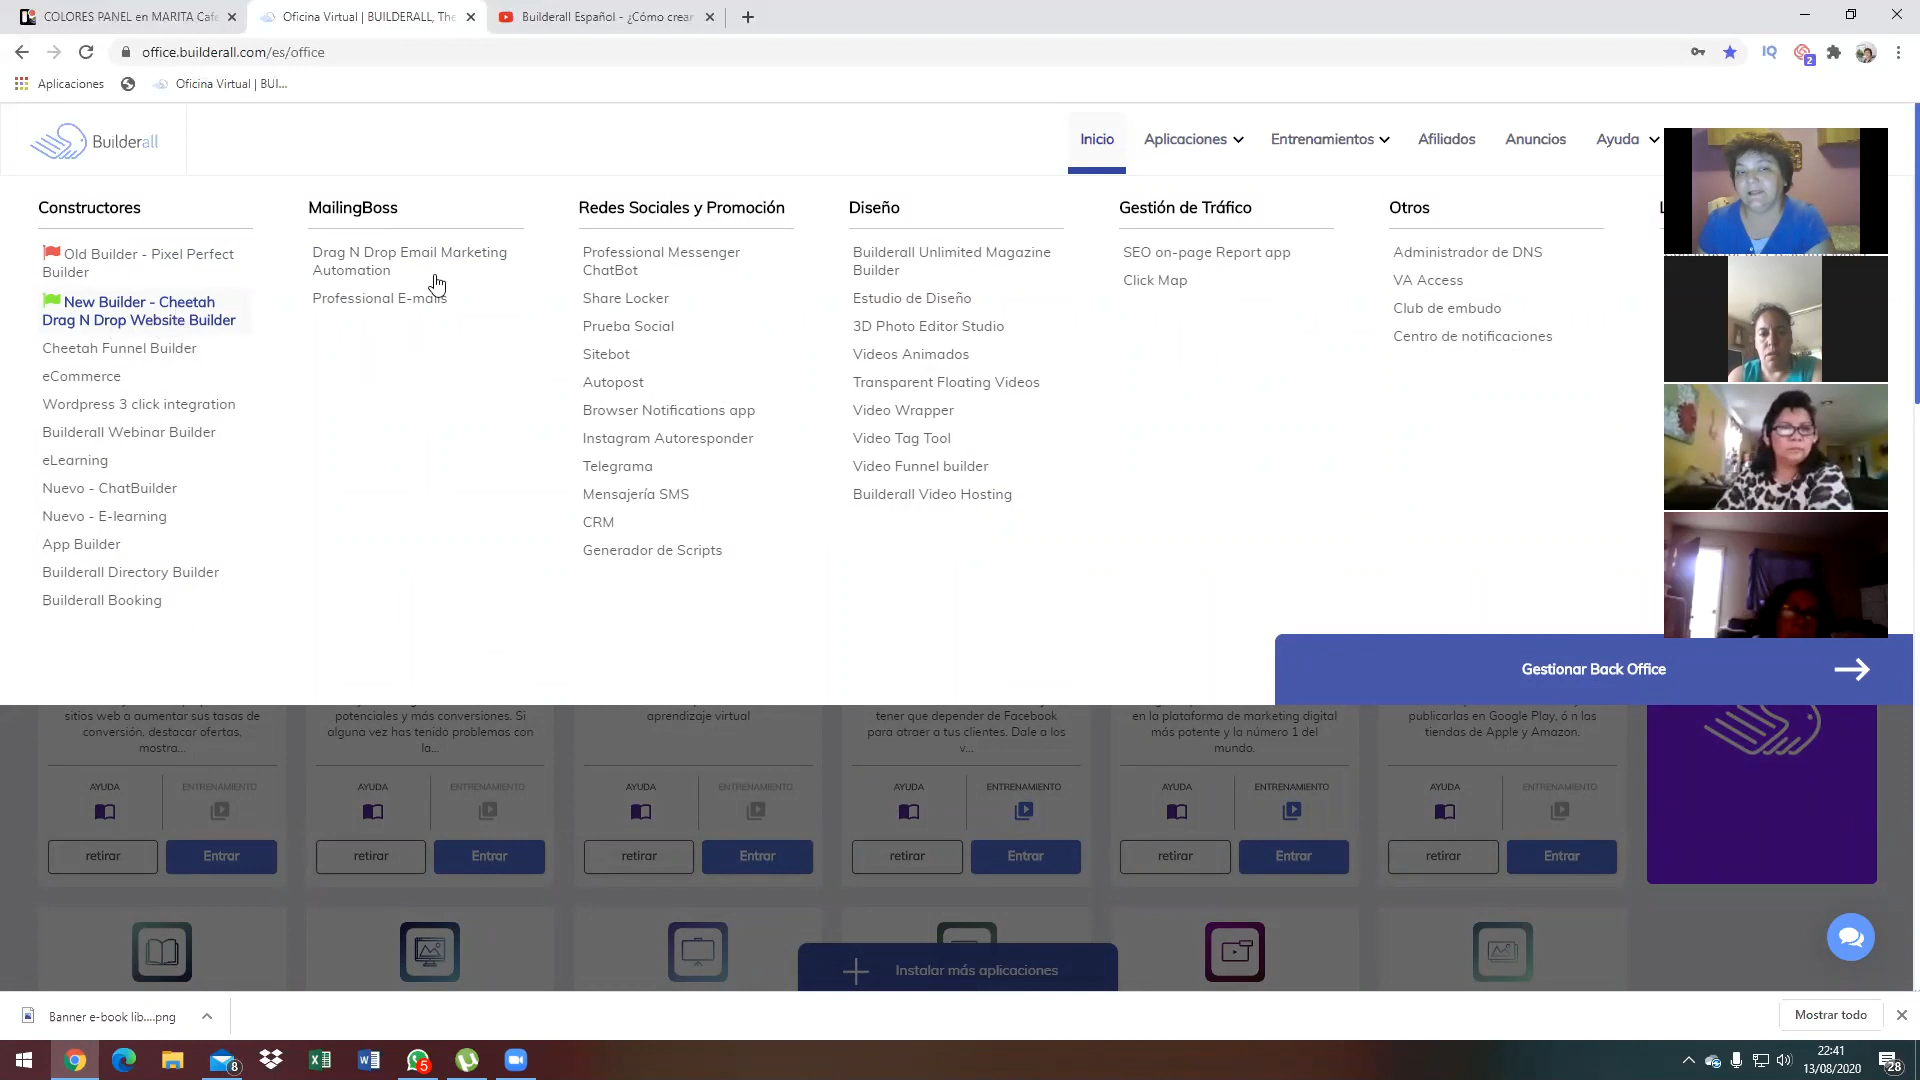 COLORES PANEL en MARITA Cafe
Oficina Virtual | BUILDERALL, The
Builderall Español - ¿Cómo crear
office.builderall.com/es/office
IQ
2
Aplicaciones
Oficina Virtual | BUI...
Builderall
Inicio
Aplicaciones
Entrenamientos
Afiliados
Anuncios
Ayuda
Constructores
Old Builder - Pixel Perfect
Builder
New Builder - Cheetah
Drag N Drop Website Builder
Cheetah Funnel Builder
eCommerce
Wordpress 3 click integration
Builderall Webinar Builder
eLearning
Nuevo - ChatBuilder
Nuevo - E-learning
App Builder
Builderall Directory Builder
Builderall Booking
MailingBoss
Drag N Drop Email Marketing
Automation
Professional E-mails
Redes Sociales y Promoción
Professional Messenger
ChatBot
Share Locker
Prueba Social
Sitebot
Autopost
Browser Notifications app
Instagram Autoresponder
Telegrama
Mensajería SMS
CRM
Generador de Scripts
Diseño
Builderall Unlimited Magazine
Builder
Estudio de Diseño
3D Photo Editor Studio
Videos Animados
Transparent Floating Videos
Video Wrapper
Video Tag Tool
Video Funnel builder
Builderall Video Hosting
Gestión de Tráfico
SEO on-page Report app
Click Map
Otros
Administrador de DNS
VA Access
Club de embudo
Centro de notificaciones
Gestionar Back Office
sitios web a aumentar sus tasas de
conversión, destacar ofertas,
mostra...
potenciales y más conversiones. Si
alguna vez has tenido problemas con
la...
aprendizaje virtual
tener que depender de Facebook
para atraer a tus clientes. Dale a los
v...
en la plataforma de marketing digital
más potente y la número 1 del
mundo.
publicarlas en Google Play, ó n las
tiendas de Apple y Amazon.
AYUDA ENTRENAMIENTO
AYUDA ENTRENAMIENTO
AYUDA ENTRENAMIENTO
AYUDA ENTRENAMIENTO
AYUDA ENTRENAMIENTO
AYUDA ENTRENAMIENTO
retirar Entrar
retirar Entrar
retirar Entrar
retirar Entrar
retirar Entrar
retirar Entrar
Instalar más aplicaciones
Banner e-book lib....png
Mostrar todo
8
5
22:41
13/08/2020
28